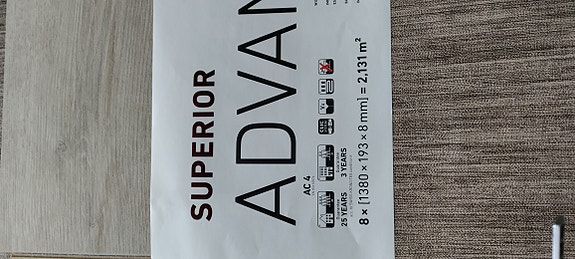 SUPERIOR
ADVAN
AC 4
25 YEARS
3 YEARS
8 × [1380 × 193 × 8 mm] = 2,131 m²